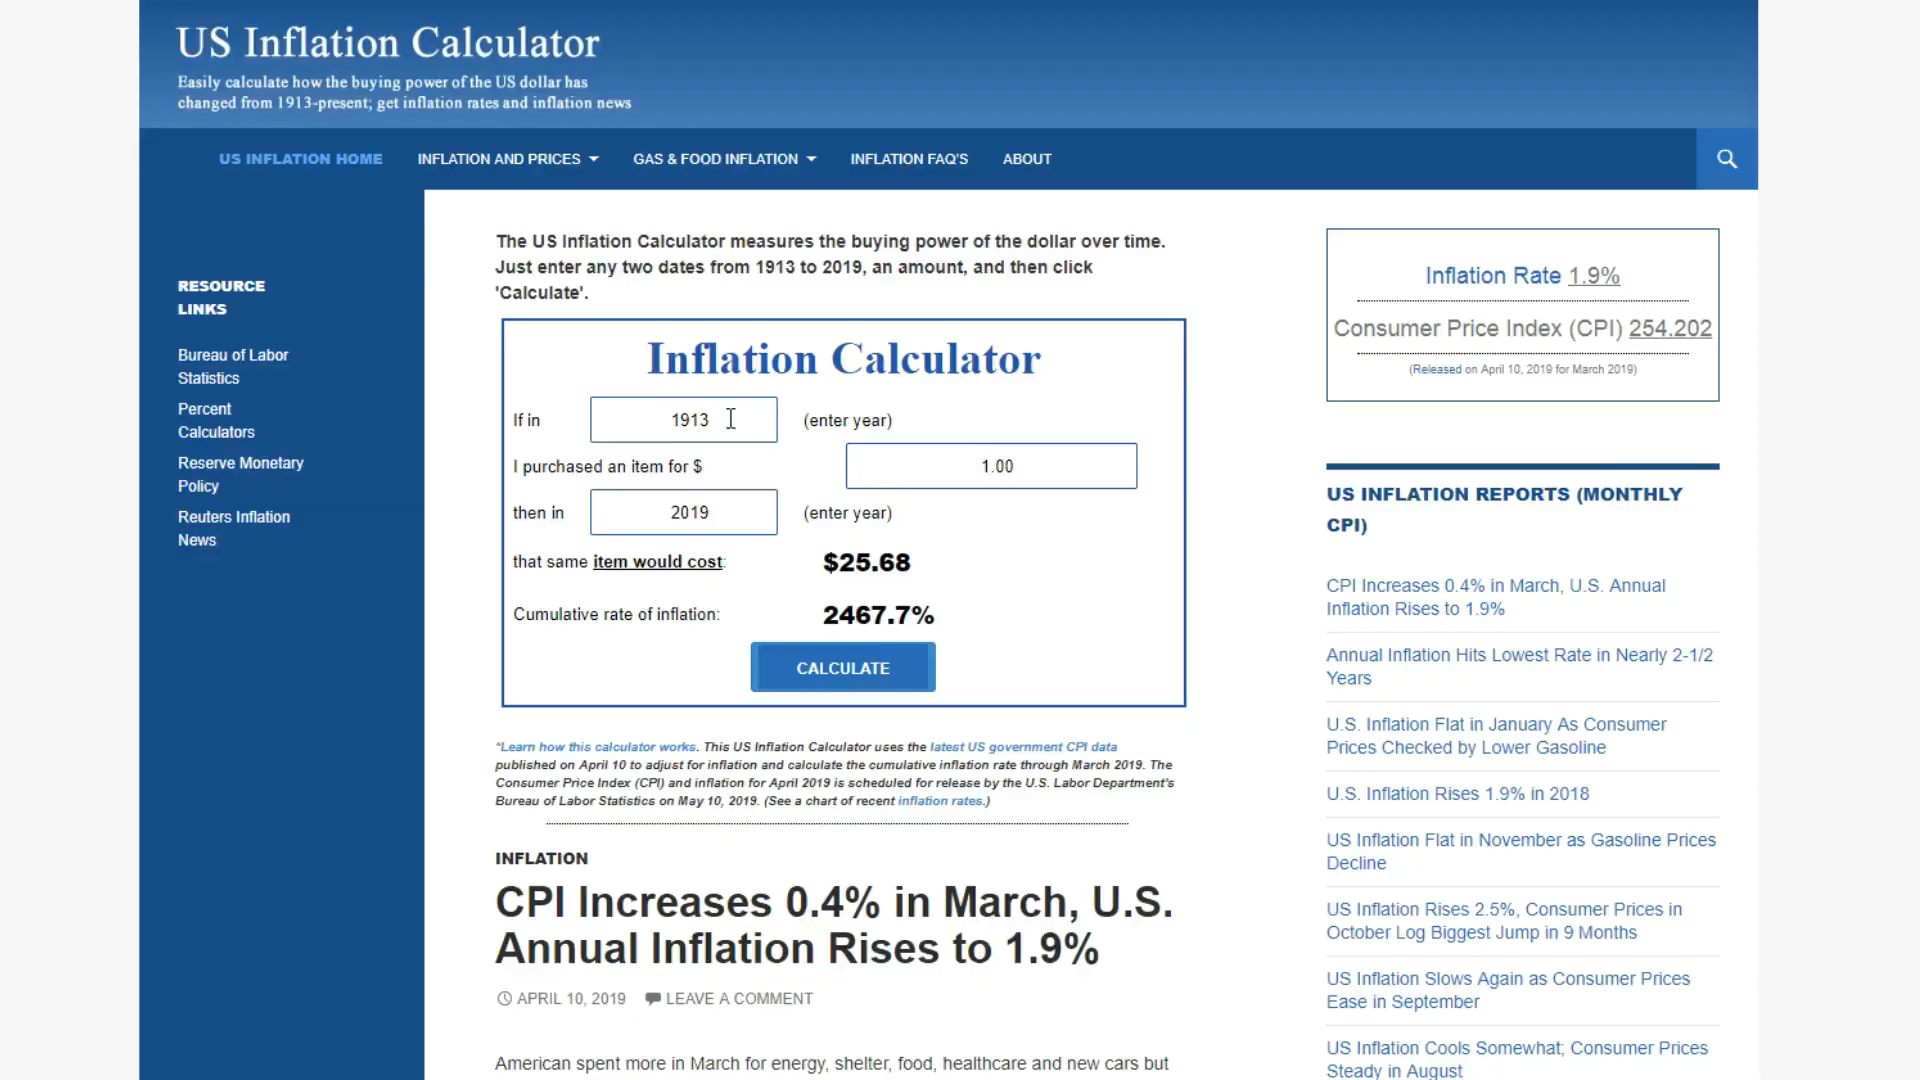 US Inflation Calculator
Easily calculate how the buying power of the US dollar has
changed from 1913-present; get inflation rates and inflation news
US INFLATION HOME
INFLATION AND PRICES
GAS & FOOD INFLATION
INFLATION FAQ'S
ABOUT
RESOURCE
LINKS
Bureau of Labor
Statistics
Percent
Calculators
Reserve Monetary
Policy
Reuters Inflation
News
The US Inflation Calculator measures the buying power of the dollar over time.
Just enter any two dates from 1913 to 2019, an amount, and then click
'Calculate'.
Inflation Calculator
If in 1913 (enter year)
I purchased an item for $ 1.00
then in 2019 (enter year)
that same item would cost: $25.68
Cumulative rate of inflation: 2467.7%
CALCULATE
*Learn how this calculator works. This US Inflation Calculator uses the latest US government CPI data
published on April 10 to adjust for inflation and calculate the cumulative inflation rate through March 2019. The
Consumer Price Index (CPI) and inflation for April 2019 is scheduled for release by the U.S. Labor Department's
Bureau of Labor Statistics on May 10, 2019. (See a chart of recent inflation rates.)
INFLATION
CPI Increases 0.4% in March, U.S.
Annual Inflation Rises to 1.9%
APRIL 10, 2019 LEAVE A COMMENT
American spent more in March for energy, shelter, food, healthcare and new cars but
Inflation Rate 1.9%
Consumer Price Index (CPI) 254.202
(Released on April 10, 2019 for March 2019)
US INFLATION REPORTS (MONTHLY
CPI)
CPI Increases 0.4% in March, U.S. Annual
Inflation Rises to 1.9%
Annual Inflation Hits Lowest Rate in Nearly 2-1/2
Years
U.S. Inflation Flat in January As Consumer
Prices Checked by Lower Gasoline
U.S. Inflation Rises 1.9% in 2018
US Inflation Flat in November as Gasoline Prices
Decline
US Inflation Rises 2.5%, Consumer Prices in
October Log Biggest Jump in 9 Months
US Inflation Slows Again as Consumer Prices
Ease in September
US Inflation Cools Somewhat; Consumer Prices
Steady in August